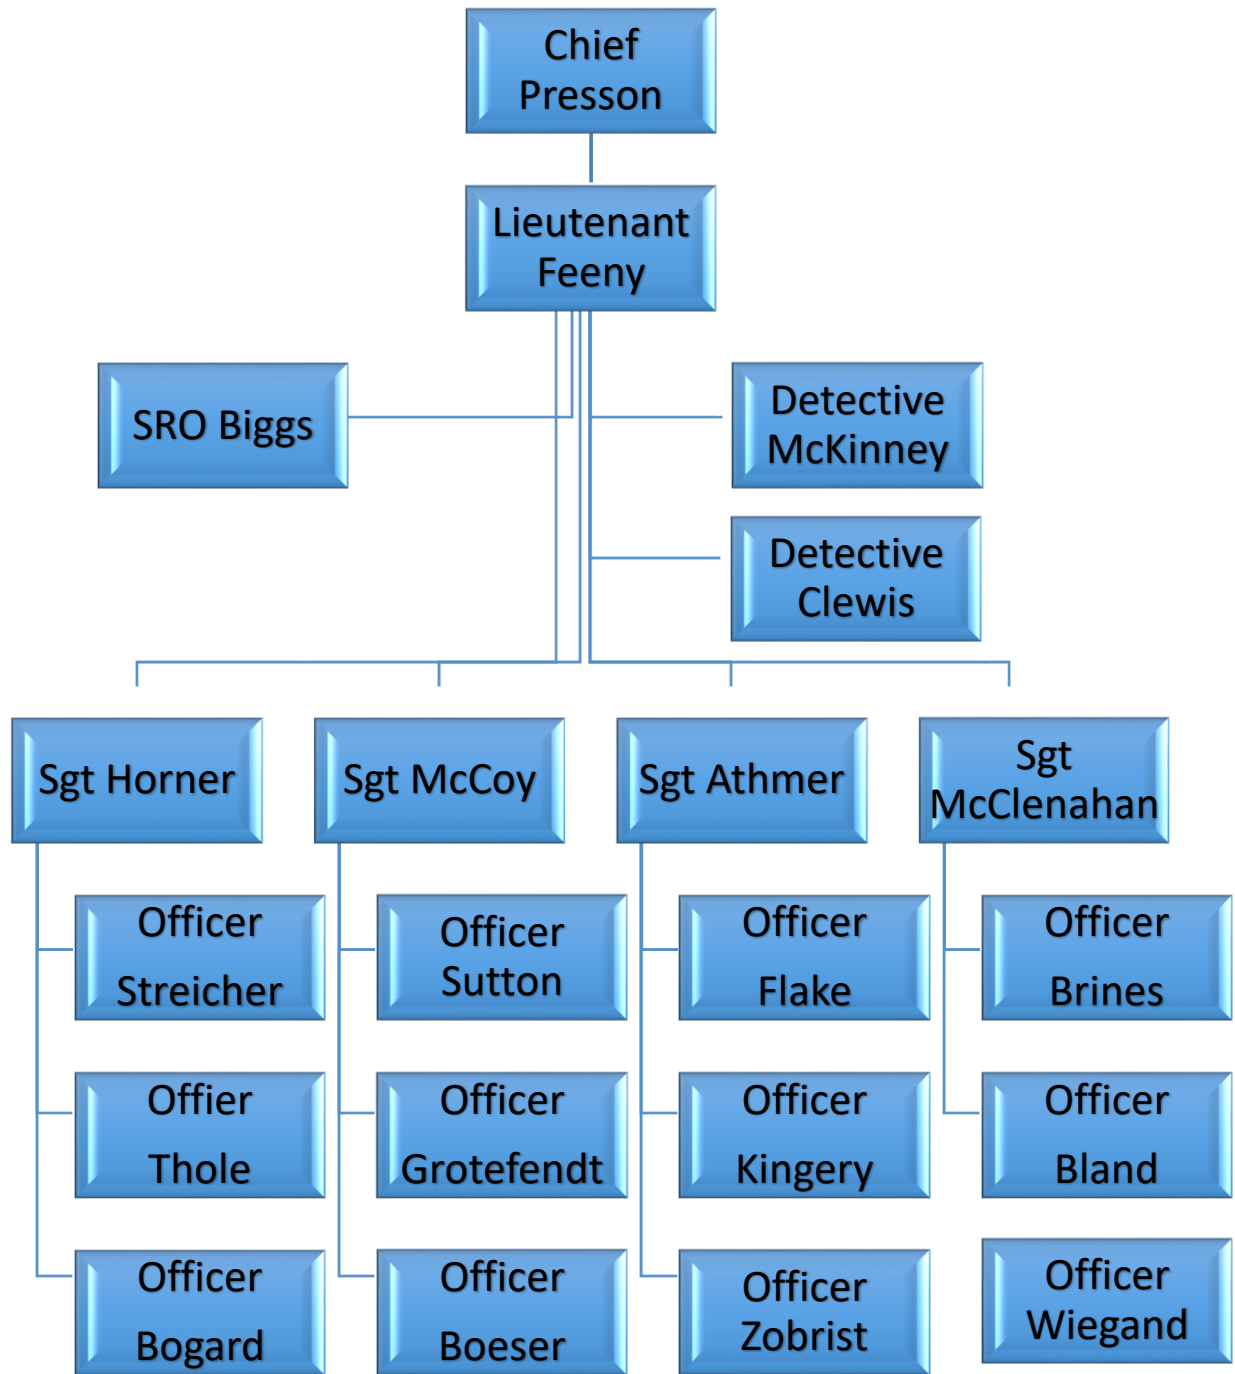 Chief
Presson
Lieutenant
Feeny
SRO Biggs
Detective
McKinney
Detective
Clewis
Sgt Horner
Sgt McCoy
Sgt Athmer
Sgt
McClenahan
Officer
Streicher
Officer
Sutton
Officer
Flake
Officer
Brines
Offier
Thole
Officer
Grotefendt
Officer
Kingery
Officer
Bland
Officer
Bogard
Officer
Boeser
Officer
Zobrist
Officer
Wiegand